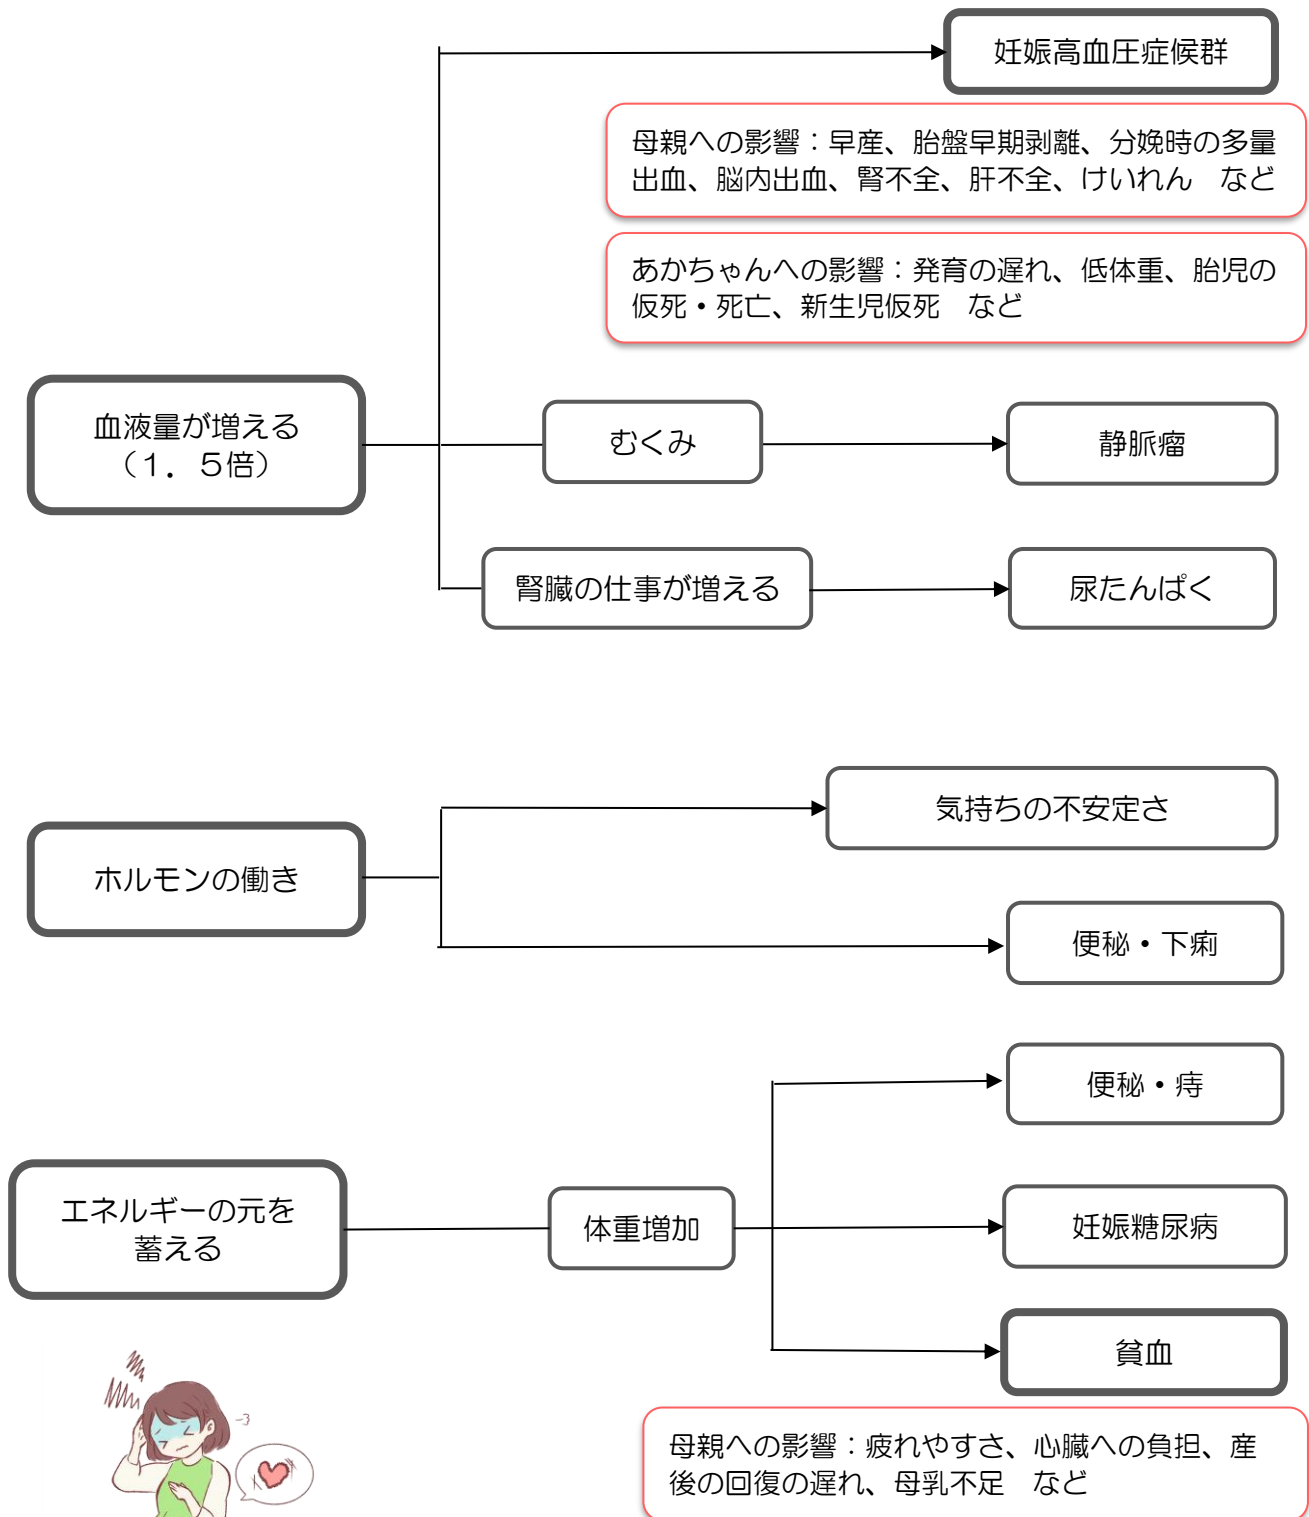 妊娠高血圧症候群
母親への影響：早産、胎盤早期剥離、分娩時の多量
出血、脳内出血、腎不全、肝不全、けいれん　など
あかちゃんへの影響：発育の遅れ、低体重、胎児の
仮死・死亡、新生児仮死　など
血液量が増える
（１．５倍）
むくみ
静脈瘤
腎臓の仕事が増える
尿たんぱく
気持ちの不安定さ
ホルモンの働き
便秘・下痢
便秘・痔
エネルギーの元を
蓄える
体重増加
妊娠糖尿病
貧血
母親への影響：疲れやすさ、心臓への負担、産
後の回復の遅れ、母乳不足　など